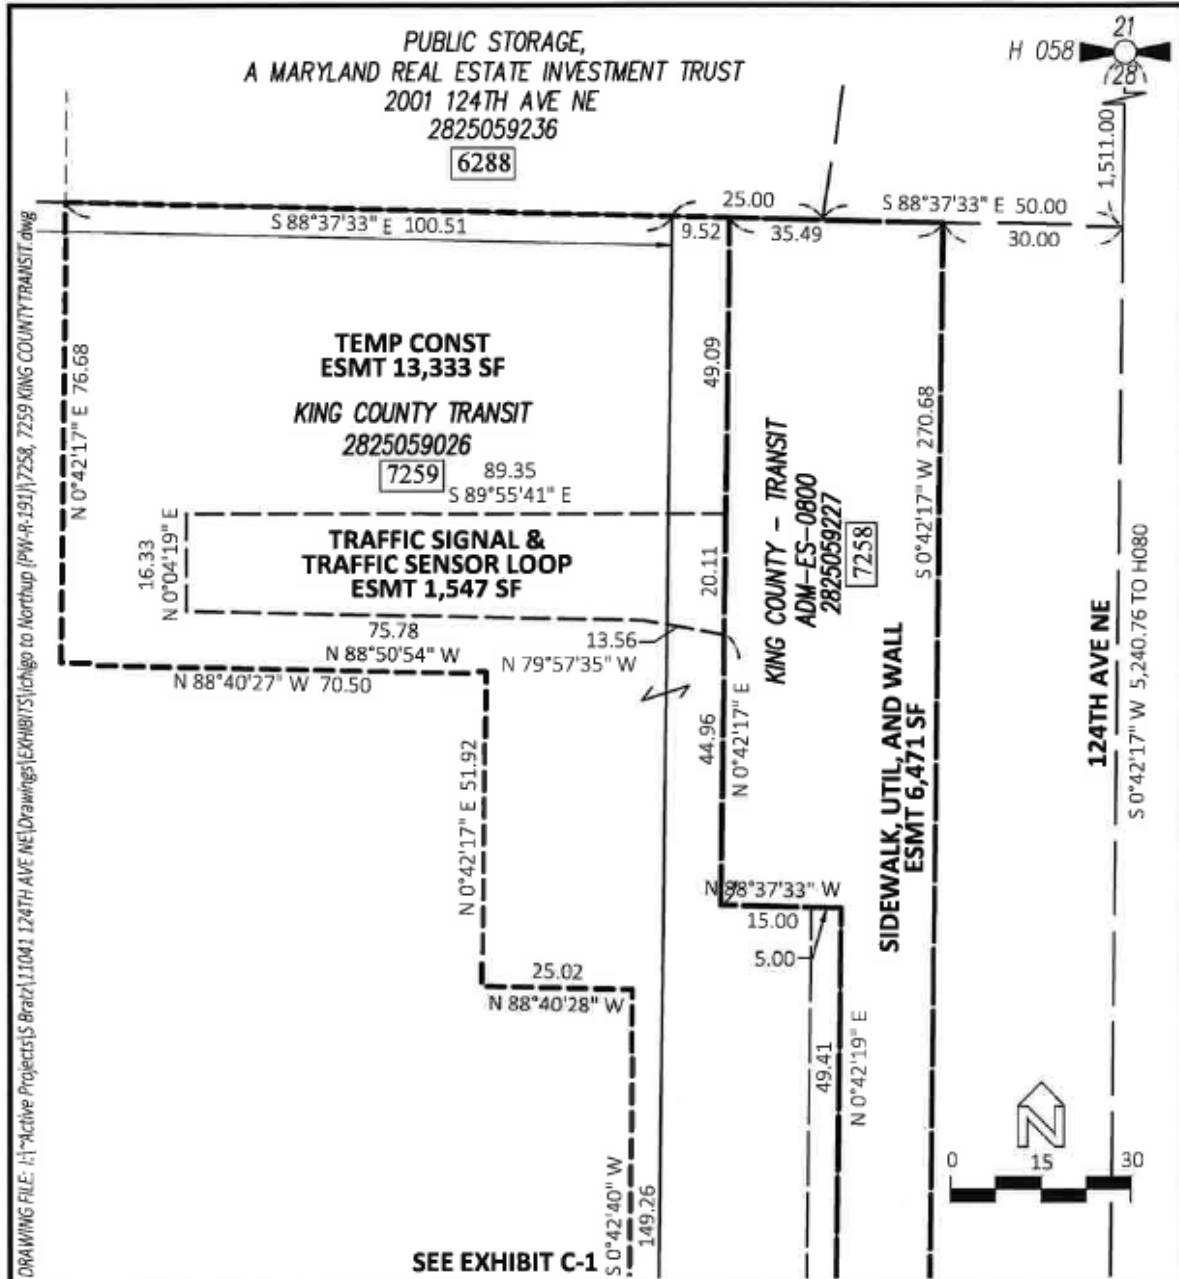 PUBLIC STORAGE,
A MARYLAND REAL ESTATE INVESTMENT TRUST
2001 124TH AVE NE
2825059236
6288
H 058
21
28
1,511.00
25.00
S 88°37'33" E 50.00
S 88°37'33" E 100.51
9.52
35.49
30.00
N 0°42'17" E 76.68
TEMP CONST
ESMT 13,333 SF
KING COUNTY TRANSIT
2825059026
7259
89.35
S 89°55'41" E
49.09
16.33
N 0°04'19" E
TRAFFIC SIGNAL &
TRAFFIC SENSOR LOOP
ESMT 1,547 SF
20.11
KING COUNTY - TRANSIT
ADM-ES-0800
2825059227
7258
S 0°42'17" W 270.68
75.78
N 88°50'54" W
13.56
N 79°57'35" W
N 88°40'27" W 70.50
44.96
N 0°42'17" E
SIDEWALK, UTIL, AND WALL
ESMT 6,471 SF
124TH AVE NE
S 0°42'17" W 5,240.76 TO H080
N 0°42'17" E 51.92
N 88°37'33" W
15.00
5.00
25.02
N 88°40'28" W
49.41
N 0°42'19" E
S 0°42'40" W
149.26
N
0 15 30
SEE EXHIBIT C-1
DRAWING FILE: J:\~Active Projects\S Bratz\11041 124TH AVE NE\Drawings\EXHIBITS\Ichigo to Northup (PW-R-191)\7258, 7259 KING COUNTYTRANSIT.dwg